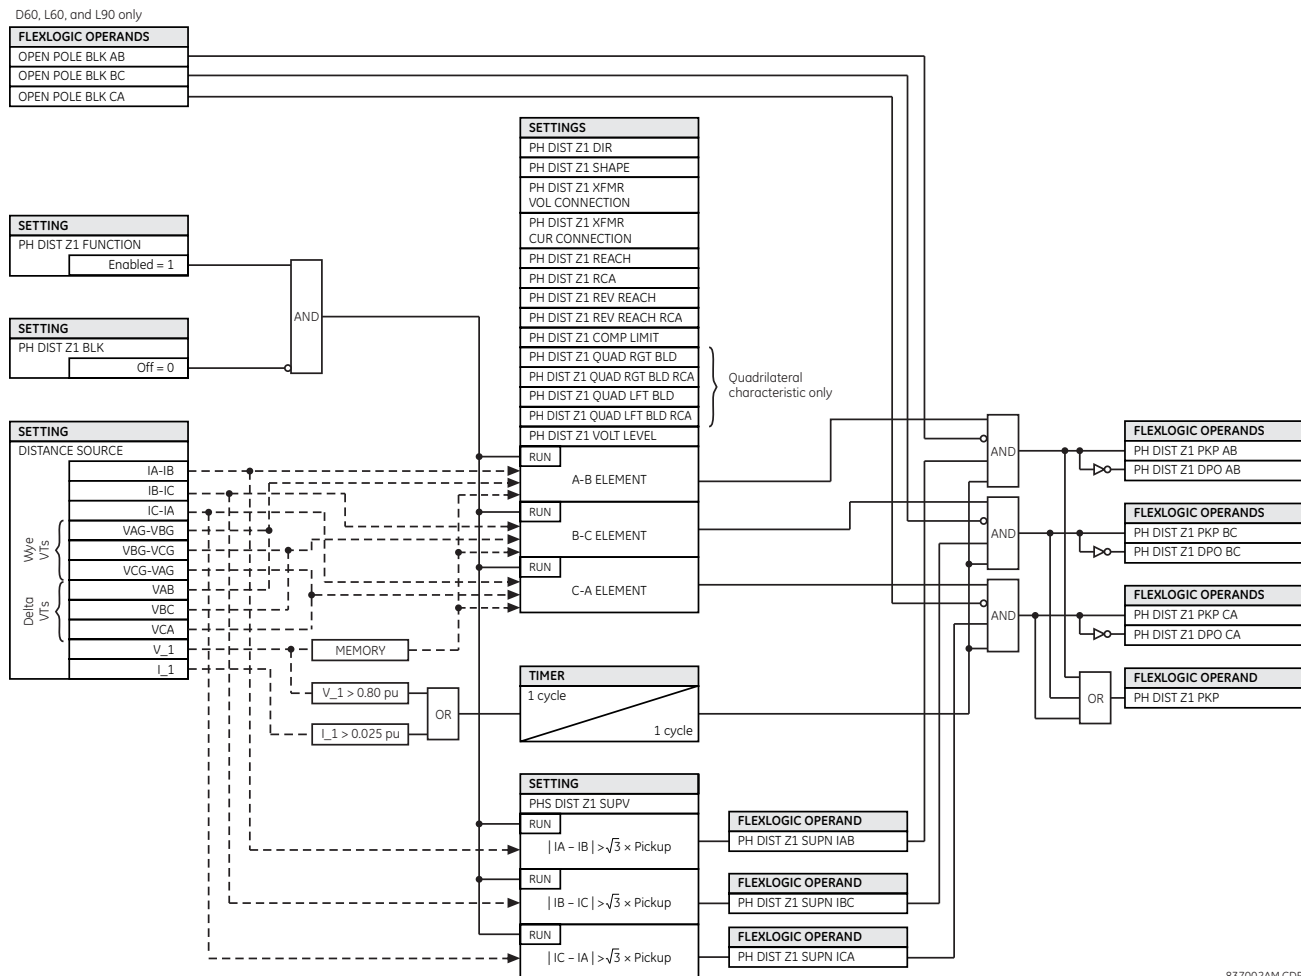 D60, L60, and L90 only
FLEXLOGIC OPERANDS
OPEN POLE BLK AB
OPEN POLE BLK BC
OPEN POLE BLK CA
SETTING
PH DIST Z1 FUNCTION
Enabled = 1
SETTING
PH DIST Z1 BLK
Off = 0
AND
SETTING
DISTANCE SOURCE
IA-IB
IB-IC
IC-IA
VAG-VBG
VBG-VCG
VCG-VAG
VAB
VBC
VCA
V_1
I_1
Wye
VTs
Delta
VTs
MEMORY
V_1 > 0.80 pu
I_1 > 0.025 pu
OR
SETTINGS
PH DIST Z1 DIR
PH DIST Z1 SHAPE
PH DIST Z1 XFMR
VOL CONNECTION
PH DIST Z1 XFMR
CUR CONNECTION
PH DIST Z1 REACH
PH DIST Z1 RCA
PH DIST Z1 REV REACH
PH DIST Z1 REV REACH RCA
PH DIST Z1 COMP LIMIT
PH DIST Z1 QUAD RGT BLD
PH DIST Z1 QUAD RGT BLD RCA
PH DIST Z1 QUAD LFT BLD
PH DIST Z1 QUAD LFT BLD RCA
PH DIST Z1 VOLT LEVEL
Quadrilateral
characteristic only
RUN
A-B ELEMENT
RUN
B-C ELEMENT
RUN
C-A ELEMENT
TIMER
1 cycle
1 cycle
SETTING
PHS DIST Z1 SUPV
RUN
| IA – IB | > √3 × Pickup
RUN
| IB – IC | > √3 × Pickup
RUN
| IC – IA | > √3 × Pickup
FLEXLOGIC OPERAND
PH DIST Z1 SUPN IAB
FLEXLOGIC OPERAND
PH DIST Z1 SUPN IBC
FLEXLOGIC OPERAND
PH DIST Z1 SUPN ICA
AND
AND
AND
OR
FLEXLOGIC OPERANDS
PH DIST Z1 PKP AB
PH DIST Z1 DPO AB
FLEXLOGIC OPERANDS
PH DIST Z1 PKP BC
PH DIST Z1 DPO BC
FLEXLOGIC OPERANDS
PH DIST Z1 PKP CA
PH DIST Z1 DPO CA
FLEXLOGIC OPERAND
PH DIST Z1 PKP